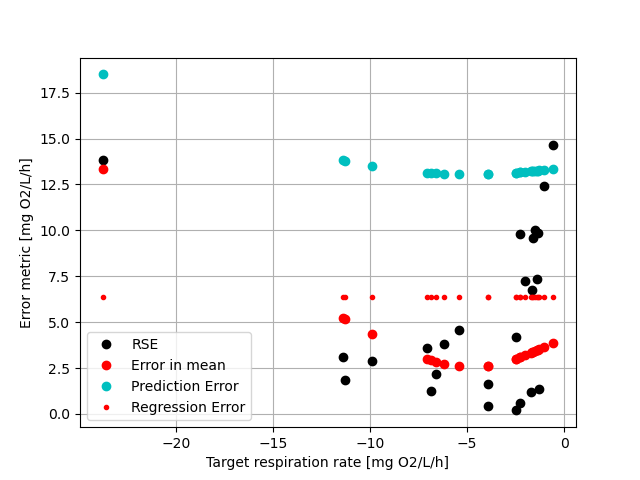 17.5
15.0
12.5
10.0
7.5
5.0
2.5
0.0
Error metric [mg O2/L/h]
RSE
Error in mean
Prediction Error
Regression Error
−20 −15 −10 −5 0
Target respiration rate [mg O2/L/h]